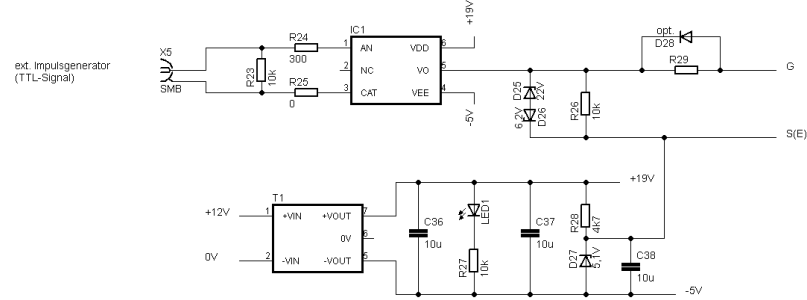 ext. Impulsgenerator
(TTL-Signal)
X5
SMB
R23
10k
R24
300
R25
0
IC1
1
AN
VDD
6
2
NC
VO
5
3
CAT
VEE
4
+19V
-5V
D25
22V
6,2V
D26
R26
10k
opt.
D28
R29
G
S(E)
T1
+12V
1
+VIN
+VOUT
7
0V
6
0V
2
-VIN
-VOUT
5
C36
10u
LED1
R27
10k
C37
10u
R28
4k7
D27
5,1V
C38
10u
+19V
-5V